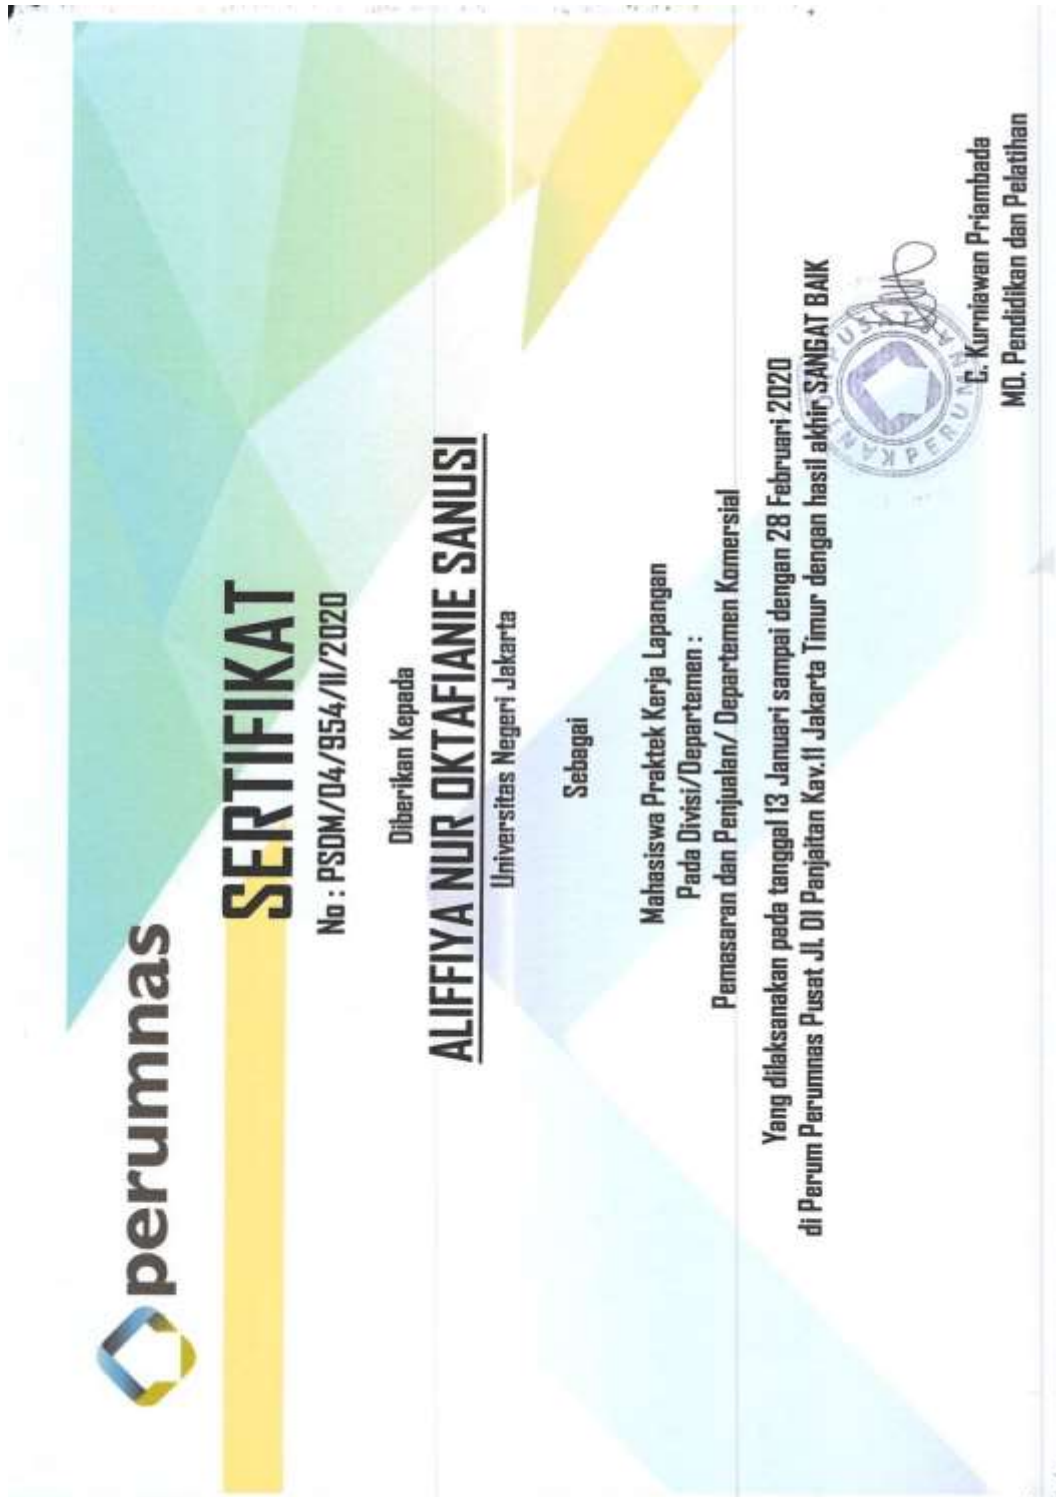 perumnas
SERTIFIKAT
No : PSDM/04/954/II/2020
Diberikan Kepada
ALIFFIYA NUR OKTAFIANIE SANUSI
Universitas Negeri Jakarta
Sebagai
Mahasiswa Praktek Kerja Lapangan
Pada Divisi/Departemen :
Pemasaran dan Penjualan/ Departemen Komersial
Yang dilaksanakan pada tanggal 13 Januari sampai dengan 28 Februari 2020
di Perum Perumnas Pusat JL DI Panjaitan Kav.11 Jakarta Timur dengan hasil akhir SANGAT BAIK
PUSAT
PERUM
C. Kurniawan Priambada
MD. Pendidikan dan Pelatihan